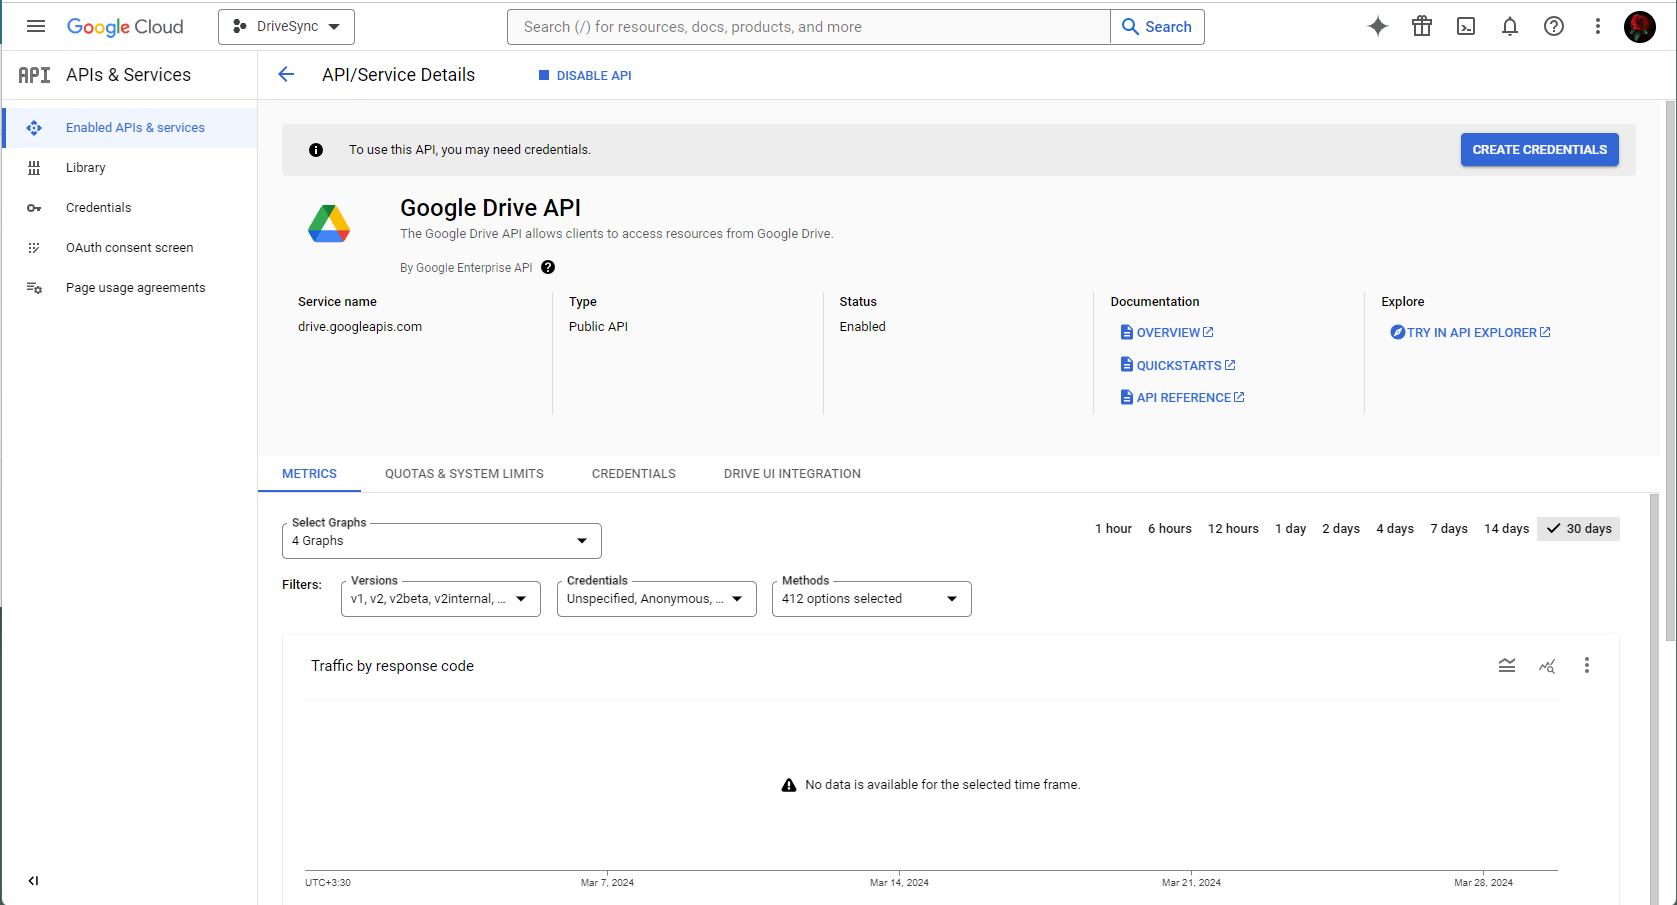 Google Cloud
DriveSync
Search (/) for resources, docs, products, and more
Search
API APIs & Services
API/Service Details
DISABLE API
Enabled APIs & services
Library
Credentials
OAuth consent screen
Page usage agreements
To use this API, you may need credentials.
CREATE CREDENTIALS
Google Drive API
The Google Drive API allows clients to access resources from Google Drive.
By Google Enterprise API
Service name
drive.googleapis.com
Type
Public API
Status
Enabled
Documentation
OVERVIEW
QUICKSTARTS
API REFERENCE
Explore
TRY IN API EXPLORER
METRICS
QUOTAS & SYSTEM LIMITS
CREDENTIALS
DRIVE UI INTEGRATION
Select Graphs
4 Graphs
1 hour 6 hours 12 hours 1 day 2 days 4 days 7 days 14 days 30 days
Filters:
Versions
v1, v2, v2beta, v2internal, ...
Credentials
Unspecified, Anonymous, ...
Methods
412 options selected
Traffic by response code
No data is available for the selected time frame.
UTC+3:30 Mar 7, 2024 Mar 14, 2024 Mar 21, 2024 Mar 28, 2024